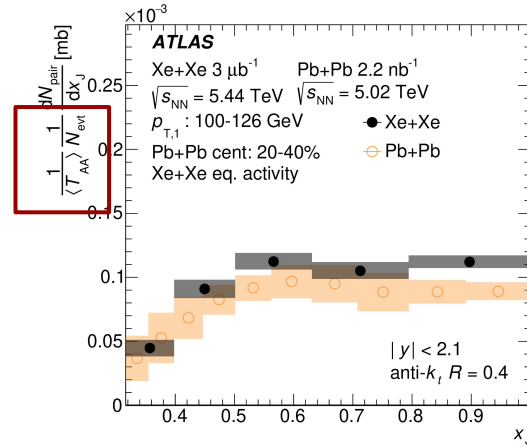 ×10⁻³
1/⟨T_AA⟩ 1/N_evt dN_pair/dx_J [mb]
ATLAS
Xe+Xe 3 μb⁻¹ Pb+Pb 2.2 nb⁻¹
√s_NN = 5.44 TeV √s_NN = 5.02 TeV
p_T,1 : 100-126 GeV
Xe+Xe
Pb+Pb cent: 20-40%
Pb+Pb
Xe+Xe eq. activity
0.25
0.2
0.15
0.1
0.05
0
| y| < 2.1
anti-k_t R = 0.4
0.4 0.5 0.6 0.7 0.8 0.9
x